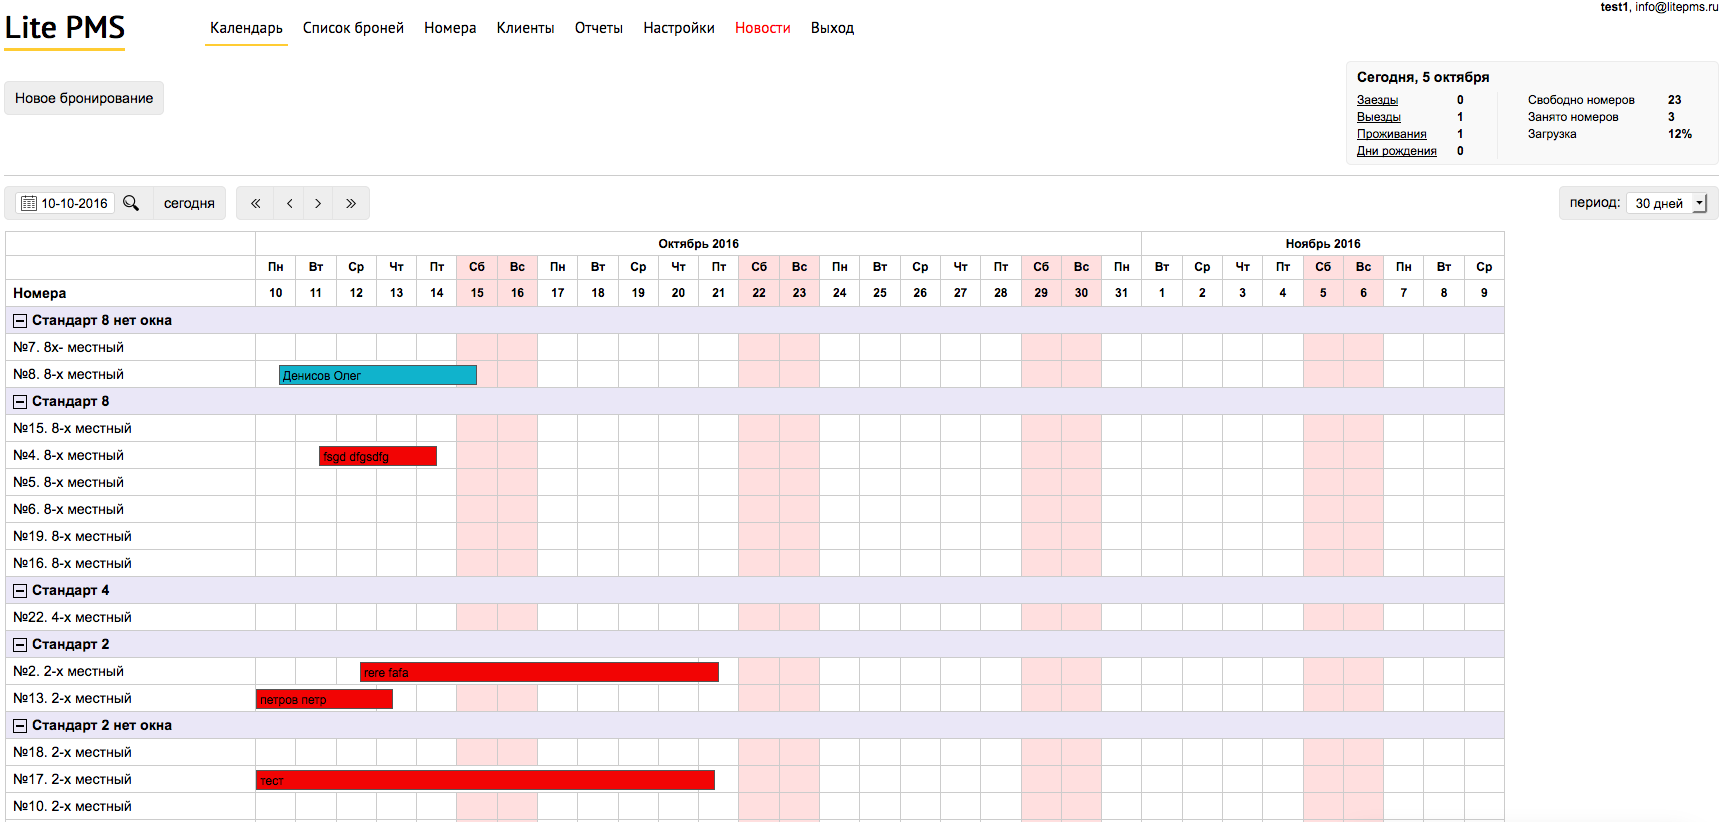 test1, info@litepms.ru
Lite PMS
Календарь Список броней Номера Клиенты Отчеты Настройки Новости Выход
Новое бронирование
Сегодня, 5 октября
Заезды 0 Свободно номеров 23
Выезды 1 Занято номеров 3
Проживания 1 Загрузка 12%
Дни рождения 0
10-10-2016 сегодня « ‹ › » период: 30 дней
Октябрь 2016 Ноябрь 2016
Пн Вт Ср Чт Пт Сб Вс Пн Вт Ср Чт Пт Сб Вс Пн Вт Ср Чт Пт Сб Вс Пн Вт Ср Чт Пт Сб Вс Пн Вт Ср
Номера 10 11 12 13 14 15 16 17 18 19 20 21 22 23 24 25 26 27 28 29 30 31 1 2 3 4 5 6 7 8 9
Стандарт 8 нет окна
№7. 8х- местный
№8. 8-х местный Денисов Олег
Стандарт 8
№15. 8-х местный
№4. 8-х местный fsgd dfgsdfg
№5. 8-х местный
№6. 8-х местный
№19. 8-х местный
№16. 8-х местный
Стандарт 4
№22. 4-х местный
Стандарт 2
№2. 2-х местный rere fafa
№13. 2-х местный петров петр
Стандарт 2 нет окна
№18. 2-х местный
№17. 2-х местный тест
№10. 2-х местный